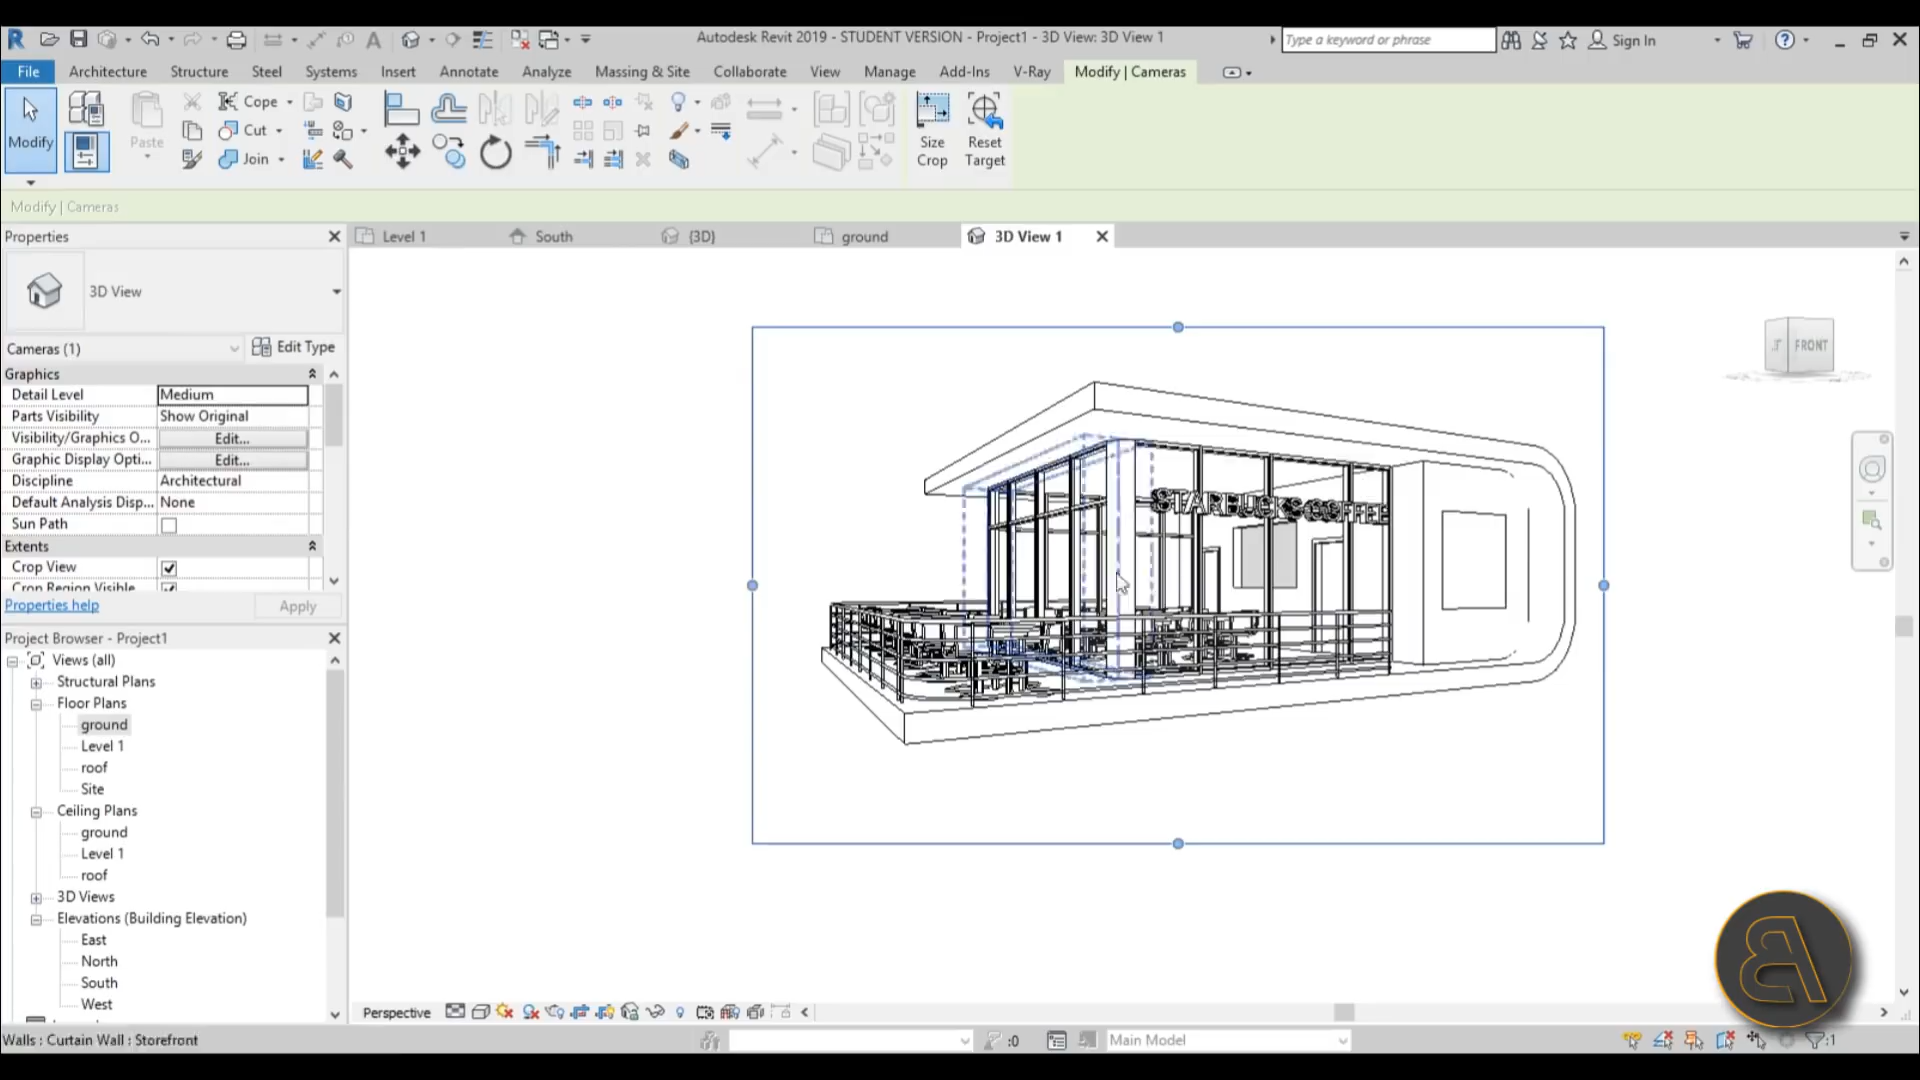 Autodesk Revit 2019 - STUDENT VERSION - Project1 - 3D View: 3D View 1
Type a keyword or phrase
Sign In
File Architecture Structure Steel Systems Insert Annotate Analyze Massing & Site Collaborate View Manage Add-Ins V-Ray Modify | Cameras
Modify
Paste
Cope
Cut
Join
Size
Crop
Reset
Target
Modify | Cameras
Properties
Level 1
South
{3D}
ground
3D View 1
3D View
Cameras (1)
Edit Type
Graphics
Detail Level Medium
Parts Visibility Show Original
Visibility/Graphics O... Edit...
Graphic Display Opti... Edit...
Discipline Architectural
Default Analysis Disp... None
Sun Path
Extents
Crop View
Crop Region Visible
Properties help
Apply
Project Browser - Project1
Views (all)
Structural Plans
Floor Plans
ground
Level 1
roof
Site
Ceiling Plans
ground
Level 1
roof
3D Views
Elevations (Building Elevation)
East
North
South
West
STARBUCKS COFFEE
FRONT
Perspective
Walls : Curtain Wall : Storefront
:0
Main Model
:1